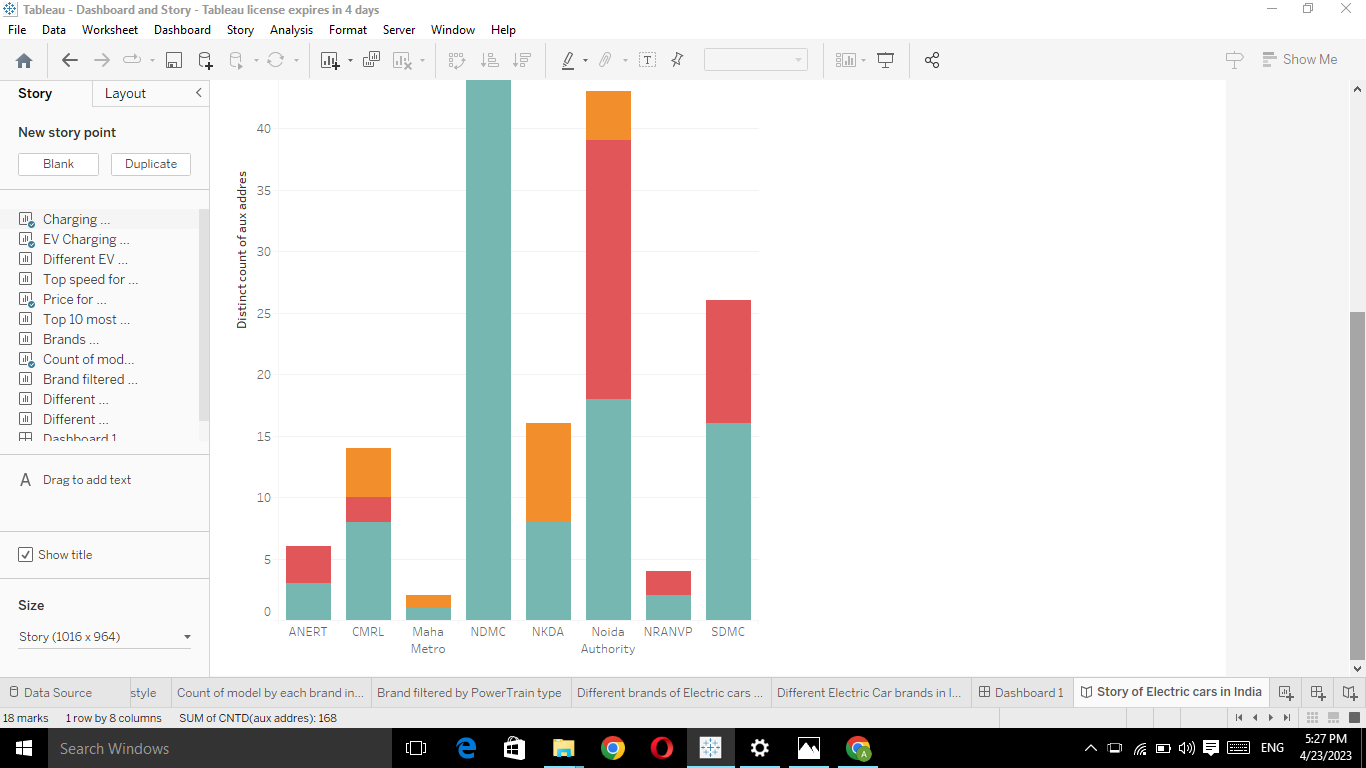 Tableau - Dashboard and Story - Tableau license expires in 4 days
File Data Worksheet Dashboard Story Analysis Format Server Window Help
Show Me
Story Layout
New story point
Blank Duplicate
Charging ...
EV Charging ...
Different EV ...
Top speed for ...
Price for ...
Top 10 most ...
Brands ...
Count of mod...
Brand filtered ...
Different ...
Different ...
Dashboard 1
A Drag to add text
Show title
Size
Story (1016 x 964)
Distinct count of aux addres
40
35
30
25
20
15
10
5
0
ANERT CMRL Maha Metro NDMC NKDA Noida Authority NRANVP SDMC
Data Source style Count of model by each brand in... Brand filtered by PowerTrain type Different brands of Electric cars ... Different Electric Car brands in I... Dashboard 1 Story of Electric cars in India
18 marks 1 row by 8 columns SUM of CNTD(aux addres): 168
Search Windows
A
ENG
5:27 PM
4/23/2023